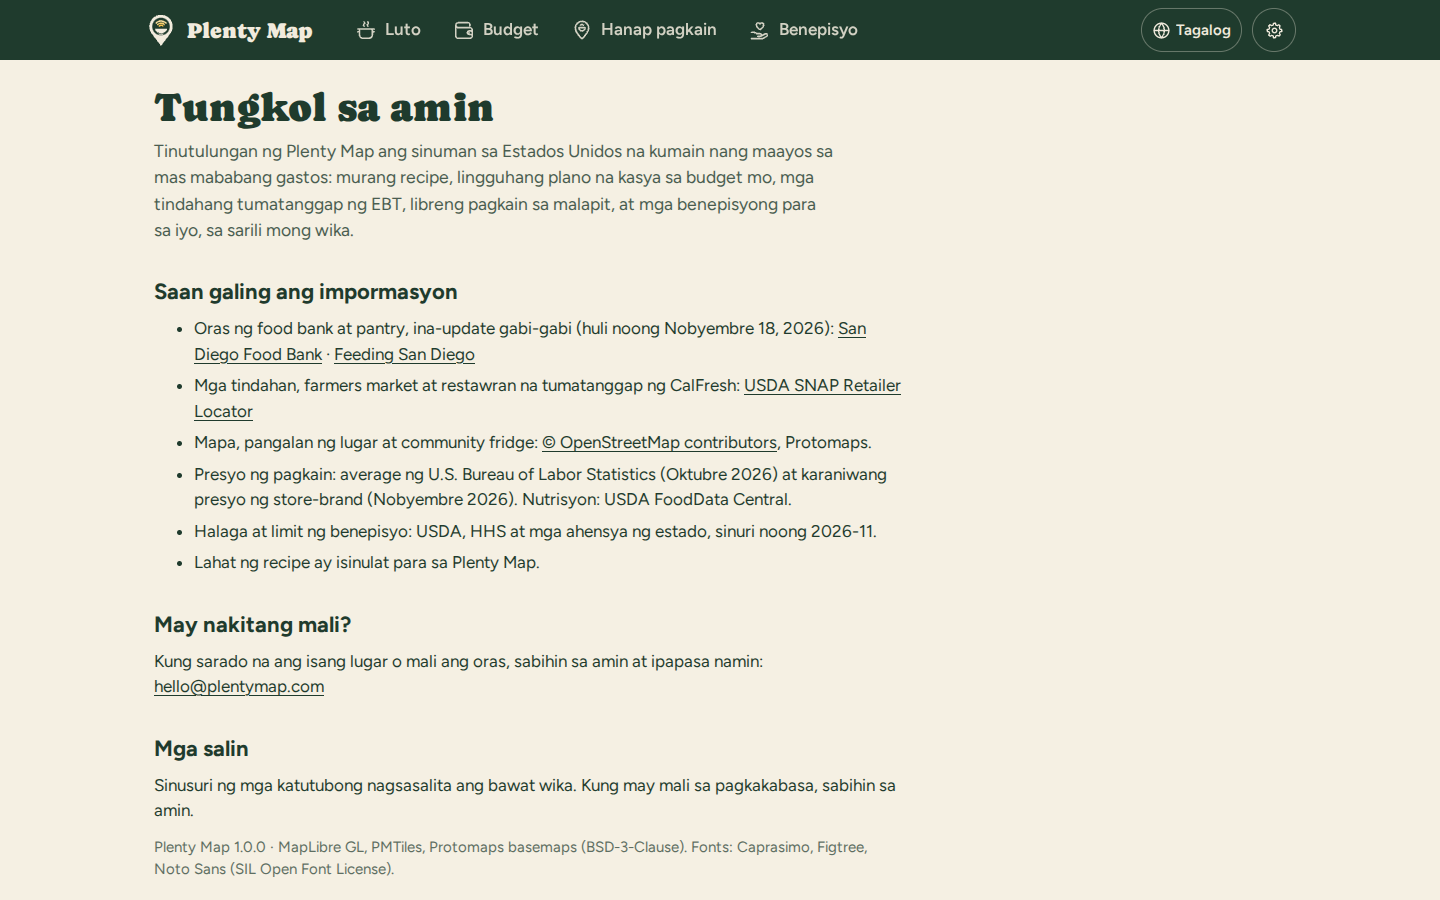 Plenty Map
Luto
Budget
Hanap pagkain
Benepisyo
Tagalog
Tungkol sa amin
Tinutulungan ng Plenty Map ang sinuman sa Estados Unidos na kumain nang maayos sa
mas mababang gastos: murang recipe, lingguhang plano na kasya sa budget mo, mga
tindahang tumatanggap ng EBT, libreng pagkain sa malapit, at mga benepisyong para
sa iyo, sa sarili mong wika.
Saan galing ang impormasyon
• Oras ng food bank at pantry, ina-update gabi-gabi (huli noong Nobyembre 18, 2026): San
Diego Food Bank · Feeding San Diego
• Mga tindahan, farmers market at restawran na tumatanggap ng CalFresh: USDA SNAP Retailer
Locator
• Mapa, pangalan ng lugar at community fridge: © OpenStreetMap contributors, Protomaps.
• Presyo ng pagkain: average ng U.S. Bureau of Labor Statistics (Oktubre 2026) at karaniwang
presyo ng store-brand (Nobyembre 2026). Nutrisyon: USDA FoodData Central.
• Halaga at limit ng benepisyo: USDA, HHS at mga ahensya ng estado, sinuri noong 2026-11.
• Lahat ng recipe ay isinulat para sa Plenty Map.
May nakitang mali?
Kung sarado na ang isang lugar o mali ang oras, sabihin sa amin at ipapasa namin:
hello@plentymap.com
Mga salin
Sinusuri ng mga katutubong nagsasalita ang bawat wika. Kung may mali sa pagkakabasa, sabihin sa
amin.
Plenty Map 1.0.0 · MapLibre GL, PMTiles, Protomaps basemaps (BSD-3-Clause). Fonts: Caprasimo, Figtree,
Noto Sans (SIL Open Font License).